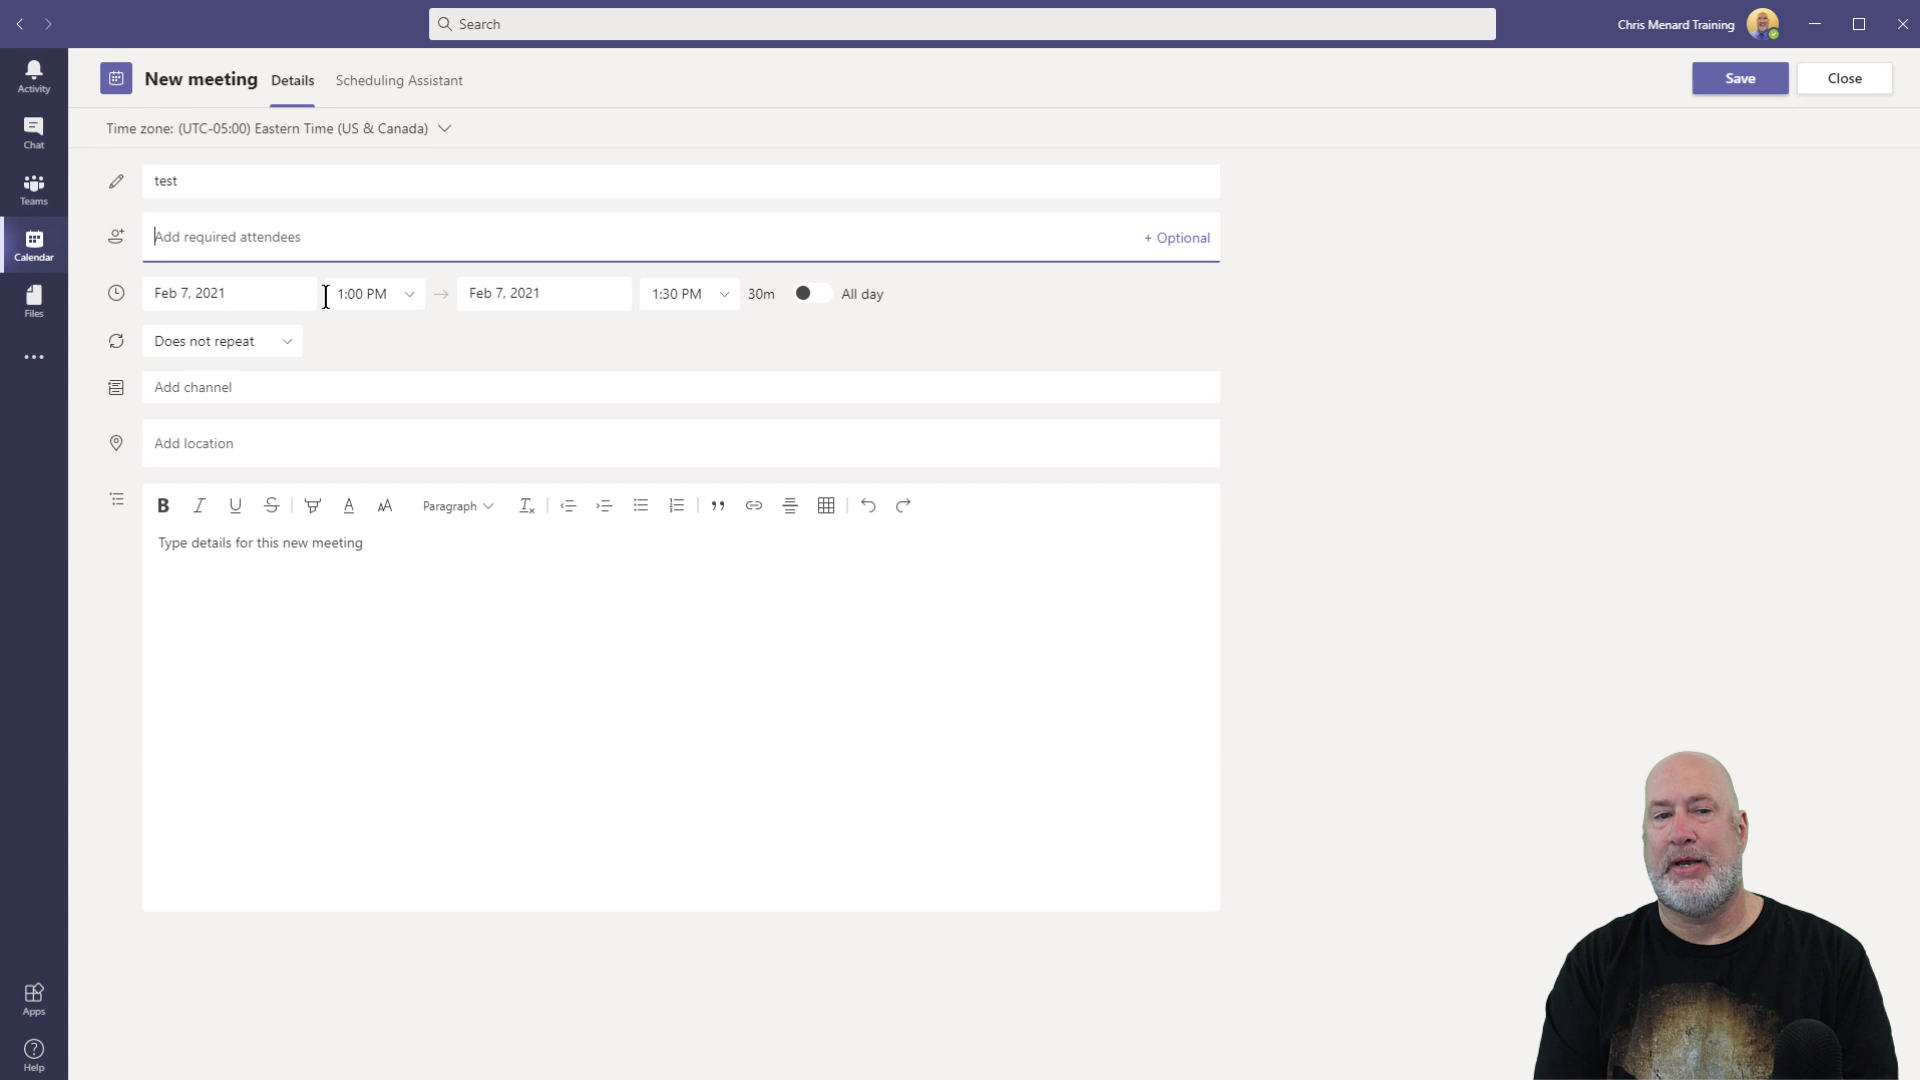 Search
Chris Menard Training
Activity
Chat
Teams
Calendar
Files
Apps
Help
New meeting Details Scheduling Assistant
Save Close
Time zone: (UTC-05:00) Eastern Time (US & Canada)
test
Add required attendees + Optional
Feb 7, 2021 1:00 PM → Feb 7, 2021 1:30 PM 30m All day
Does not repeat
Add channel
Add location
B I U S A AA Paragraph
Type details for this new meeting